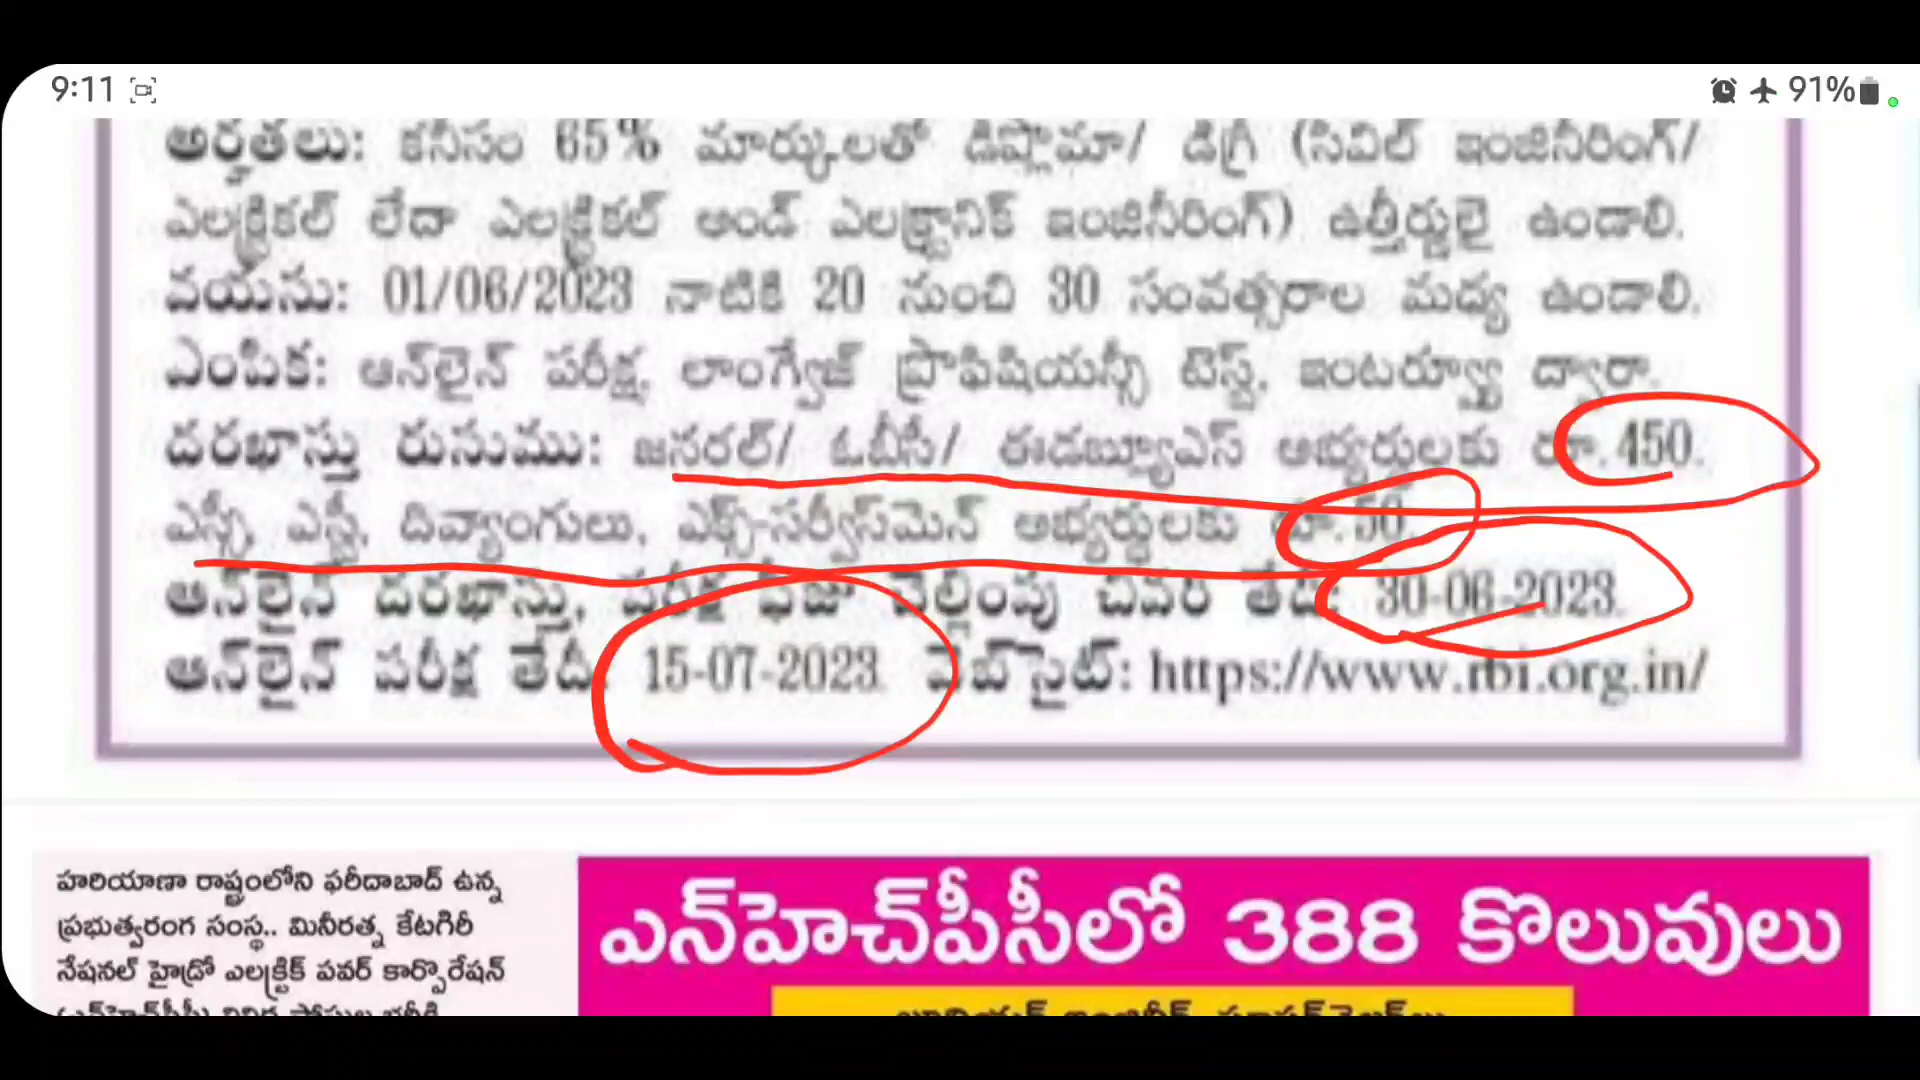 9:11
91%
అర్హతలు: కనీసం 65% మార్కులతో డిప్లొమా/ డిగ్రీ (సివిల్ ఇంజినీరింగ్/
ఎలక్ట్రికల్ లేదా ఎలక్ట్రికల్ అండ్ ఎలక్ట్రానిక్ ఇంజినీరింగ్) ఉత్తీర్ణులై ఉండాలి.
వయసు: 01/06/2023 నాటికి 20 నుంచి 30 సంవత్సరాల మధ్య ఉండాలి.
ఎంపిక: ఆన్‌లైన్ పరీక్ష, లాంగ్వేజ్ ప్రొఫిషియన్సీ టెస్ట్, ఇంటర్వ్యూ ద్వారా.
దరఖాస్తు రుసుము: జనరల్/ ఓబీసీ/ ఈడబ్ల్యూఎస్ అభ్యర్థులకు రూ.450.
ఎస్సీ, ఎస్టీ, దివ్యాంగులు, ఎక్స్-సర్వీస్‌మెన్ అభ్యర్థులకు రూ.50.
ఆన్‌లైన్ దరఖాస్తు, పరీక్ష ఫీజు చెల్లింపు చివరి తేది: 30-06-2023.
ఆన్‌లైన్ పరీక్ష తేదీ: 15-07-2023. వెబ్‌సైట్: https://www.rbi.org.in/
హరియాణా రాష్ట్రంలోని ఫరీదాబాద్ ఉన్న
ప్రభుత్వరంగ సంస్థ.. మినీరత్న కేటగిరీ
నేషనల్ హైడ్రో ఎలక్ట్రిక్ పవర్ కార్పొరేషన్
ఎన్‌హెచ్‌పీసీలో 388 కొలువులు